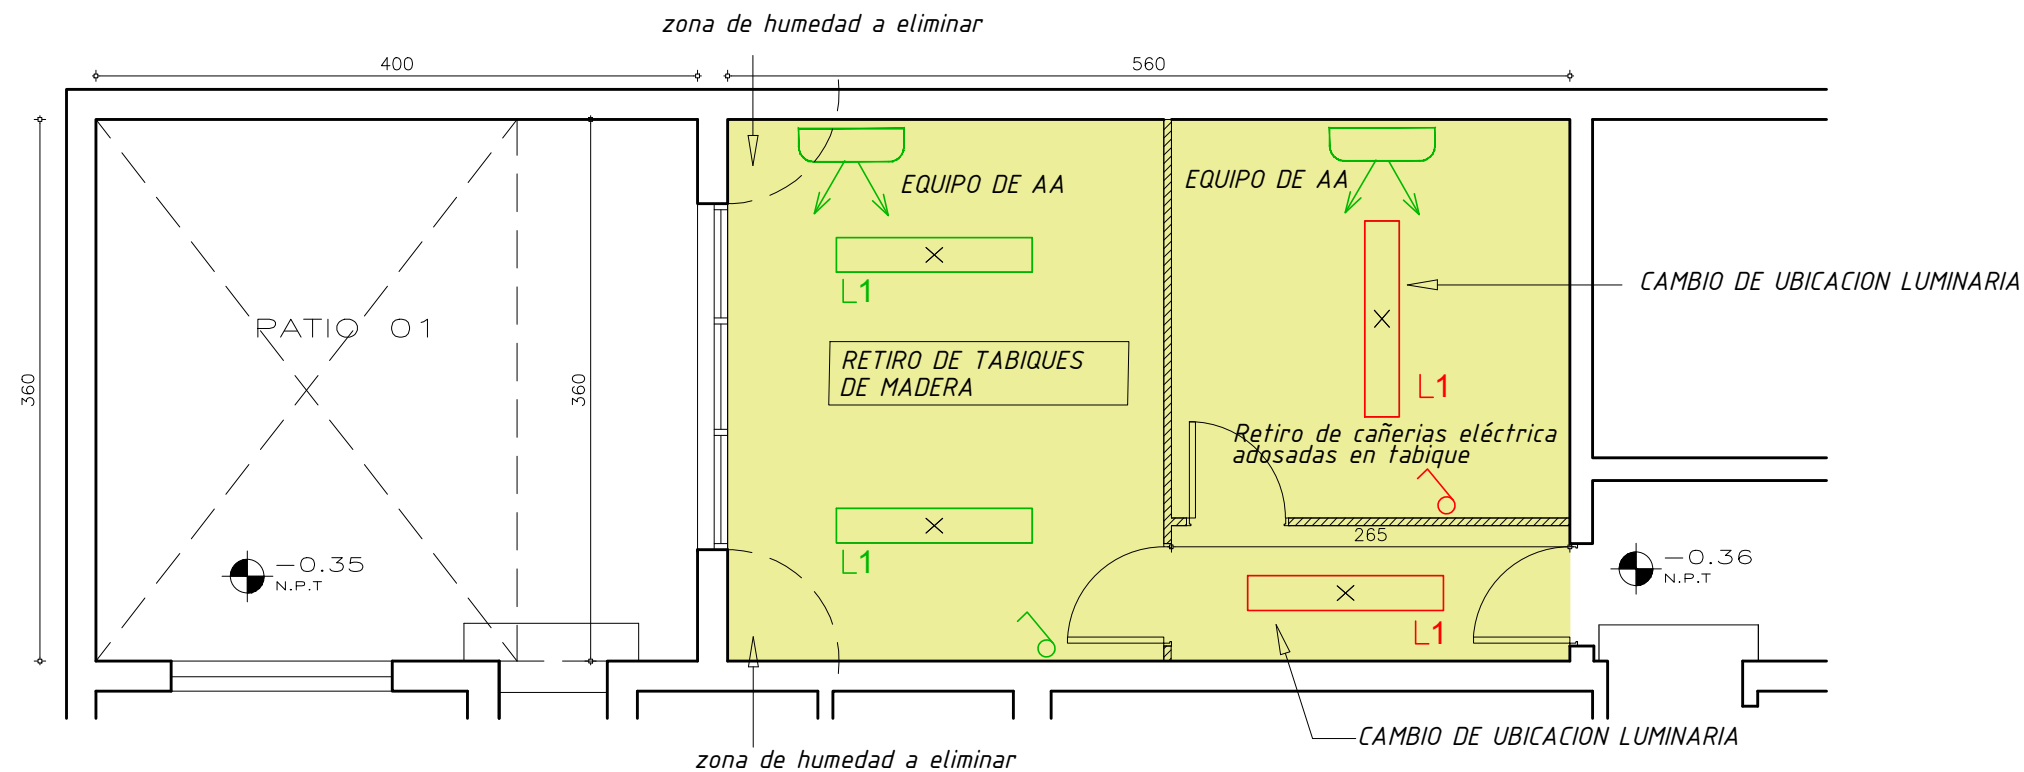 zona de humedad a eliminar
400
560
EQUIPO DE AA
EQUIPO DE AA
L1
CAMBIO DE UBICACION LUMINARIA
PATIO 01
RETIRO DE TABIQUES
DE MADERA
360
360
L1
Retiro de cañerias eléctrica
adosadas en tabique
265
L1
-0.35
N.P.T
-0.36
N.P.T
L1
CAMBIO DE UBICACION LUMINARIA
zona de humedad a eliminar